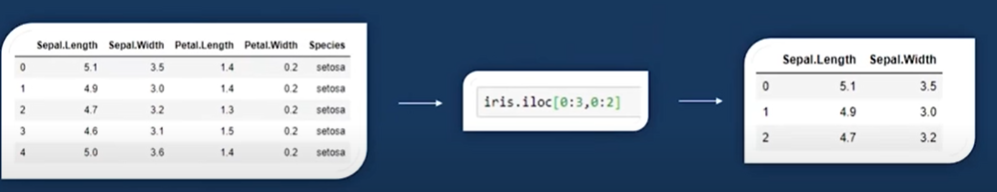 Sepal.Length Sepal.Width Petal.Length Petal.Width Species
0 5.1 3.5 1.4 0.2 setosa
1 4.9 3.0 1.4 0.2 setosa
2 4.7 3.2 1.3 0.2 setosa
3 4.6 3.1 1.5 0.2 setosa
4 5.0 3.6 1.4 0.2 setosa
iris.iloc[0:3,0:2]
Sepal.Length Sepal.Width
0 5.1 3.5
1 4.9 3.0
2 4.7 3.2